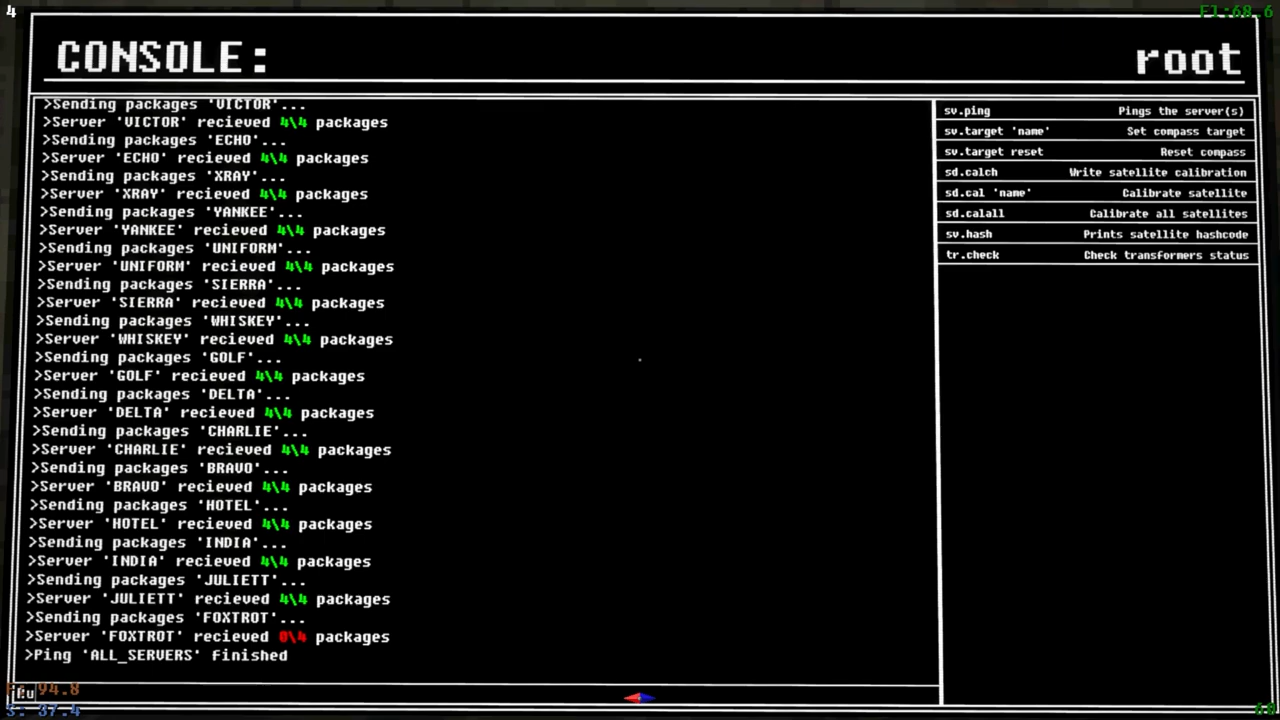 4
F1:68.6
CONSOLE:
root
>Sending packages 'VICTOR'...
>Server 'VICTOR' recieved 4\4 packages
>Sending packages 'ECHO'...
>Server 'ECHO' recieved 4\4 packages
>Sending packages 'XRAY'...
>Server 'XRAY' recieved 4\4 packages
>Sending packages 'YANKEE'...
>Server 'YANKEE' recieved 4\4 packages
>Sending packages 'UNIFORM'...
>Server 'UNIFORM' recieved 4\4 packages
>Sending packages 'SIERRA'...
>Server 'SIERRA' recieved 4\4 packages
>Sending packages 'WHISKEY'...
>Server 'WHISKEY' recieved 4\4 packages
>Sending packages 'GOLF'...
>Server 'GOLF' recieved 4\4 packages
>Sending packages 'DELTA'...
>Server 'DELTA' recieved 4\4 packages
>Sending packages 'CHARLIE'...
>Server 'CHARLIE' recieved 4\4 packages
>Sending packages 'BRAVO'...
>Server 'BRAVO' recieved 4\4 packages
>Sending packages 'HOTEL'...
>Server 'HOTEL' recieved 4\4 packages
>Sending packages 'INDIA'...
>Server 'INDIA' recieved 4\4 packages
>Sending packages 'JULIETT'...
>Server 'JULIETT' recieved 4\4 packages
>Sending packages 'FOXTROT'...
>Server 'FOXTROT' recieved 0\4 packages
>Ping 'ALL_SERVERS' Finished
sv.ping Pings the server(s)
sv.target 'name' Set compass target
sv.target reset Reset compass
sd.calch Write satellite calibration
sd.cal 'name' Calibrate satellite
sd.calall Calibrate all satellites
sv.hash Prints satellite hashcode
tr.check Check transformers status
94.8
S: 37.4
60